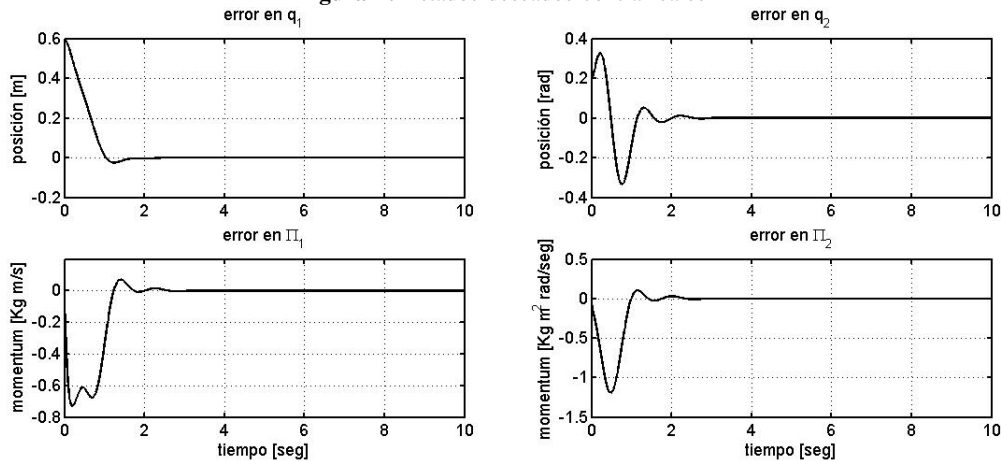 error en q1
0.6
0.4
0.2
0
-0.2
posición [m]
0 2 4 6 8 10
error en q2
0.4
0.2
0
-0.2
-0.4
posición [rad]
0 2 4 6 8 10
error en Π1
0
-0.2
-0.4
-0.6
-0.8
momentum [Kg m/s]
0 2 4 6 8 10
tiempo [seg]
error en Π2
0.5
0
-0.5
-1
-1.5
momentum [Kg m² rad/seg]
0 2 4 6 8 10
tiempo [seg]